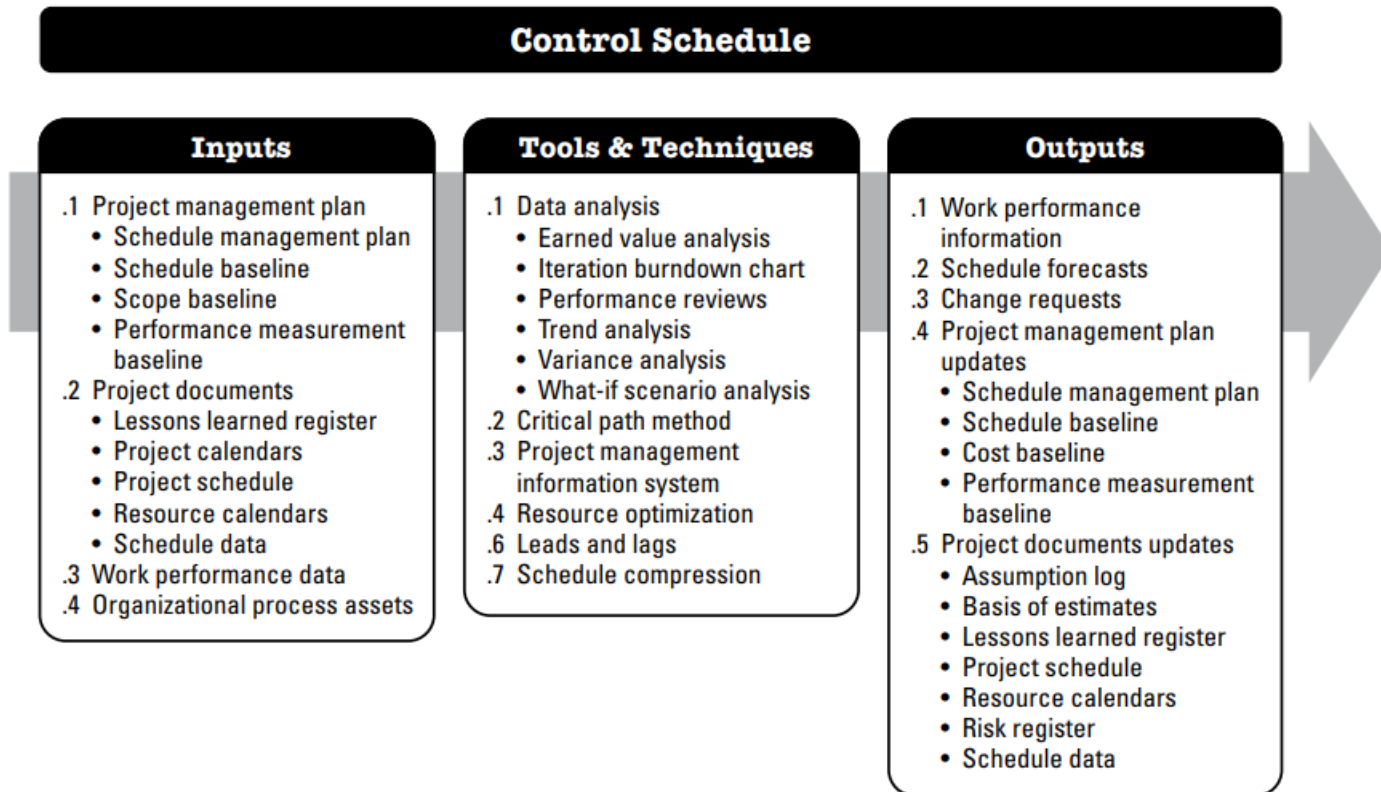 Control Schedule
Inputs
.1 Project management plan
• Schedule management plan
• Schedule baseline
• Scope baseline
• Performance measurement
baseline
.2 Project documents
• Lessons learned register
• Project calendars
• Project schedule
• Resource calendars
• Schedule data
.3 Work performance data
.4 Organizational process assets
Tools & Techniques
.1 Data analysis
• Earned value analysis
• Iteration burndown chart
• Performance reviews
• Trend analysis
• Variance analysis
• What-if scenario analysis
.2 Critical path method
.3 Project management
information system
.4 Resource optimization
.6 Leads and lags
.7 Schedule compression
Outputs
.1 Work performance
information
.2 Schedule forecasts
.3 Change requests
.4 Project management plan
updates
• Schedule management plan
• Schedule baseline
• Cost baseline
• Performance measurement
baseline
.5 Project documents updates
• Assumption log
• Basis of estimates
• Lessons learned register
• Project schedule
• Resource calendars
• Risk register
• Schedule data